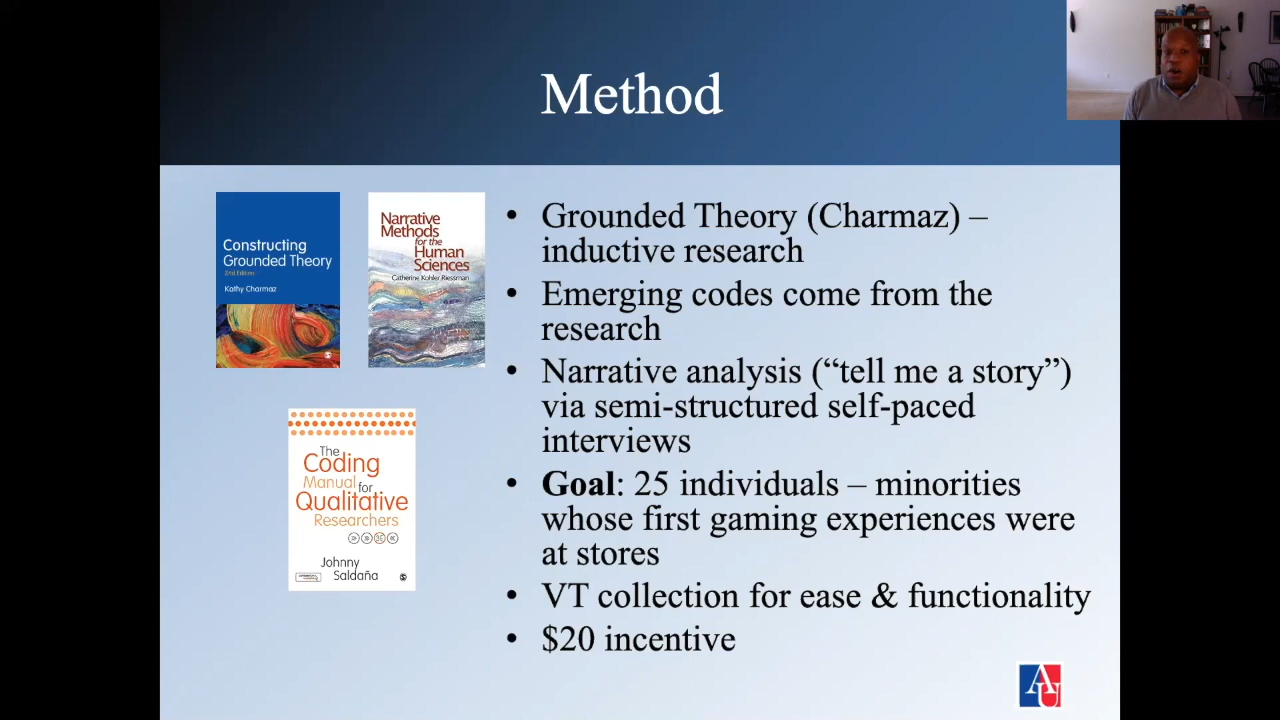 Method
Constructing
Grounded Theory
2nd Edition
Kathy Charmaz
Narrative
Methods
for the
Human
Sciences
Catherine Kohler Riessman
The
Coding
Manual for
Qualitative
Researchers
Johnny
Saldaña
• Grounded Theory (Charmaz) –
inductive research
• Emerging codes come from the
research
• Narrative analysis (“tell me a story”)
via semi-structured self-paced
interviews
• Goal: 25 individuals – minorities
whose first gaming experiences were
at stores
• VT collection for ease & functionality
• $20 incentive
AU